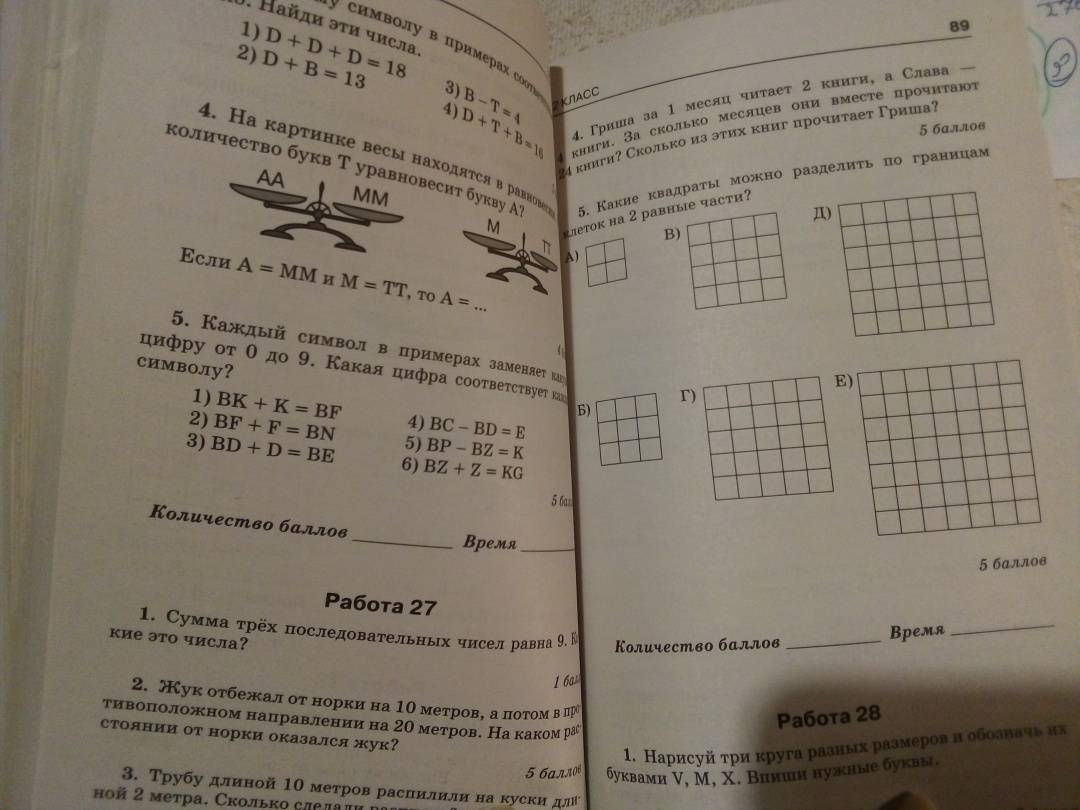 му символу в примерах
Найди эти числа.
1) D + D + D = 18
2) D + B = 13
3) B – T = 4
4) D + T + B = 16
4. На картинке весы находятся в равновесии
количество букв Т уравновесит букву А?
АА
ММ
М
ТТ
Если А = ММ и М = ТТ, то А = ...
5. Каждый символ в примерах заменяет
цифру от 0 до 9. Какая цифра соответствует
символу?
1) BK + K = BF
2) BF + F = BN
3) BD + D = BE
4) BC – BD = E
5) BP – BZ = K
6) BZ + Z = KG
5
Количество баллов Время
Работа 27
1. Сумма трёх последовательных чисел равна 9. Ка
кие это числа?
1 балл
2. Жук отбежал от норки на 10 метров, а потом в про
тивоположном направлении на 20 метров. На каком рас
стоянии от норки оказался жук?
5 баллов
3. Трубу длиной 10 метров распилили на куски дли-
ной 2 метра. Сколько сделали
89
2 КЛАСС
4. Гриша за 1 месяц читает 2 книги, а Слава —
4 книги. За сколько месяцев они вместе прочитают
24 книги? Сколько из этих книг прочитает Гриша?
5 баллов
5. Какие квадраты можно разделить по границам
клеток на 2 равные части?
А)
В)
Д)
Б)
Г)
Е)
5 баллов
Количество баллов Время
Работа 28
1. Нарисуй три круга разных размеров и обозначь их
буквами V, M, X. Впиши нужные буквы.